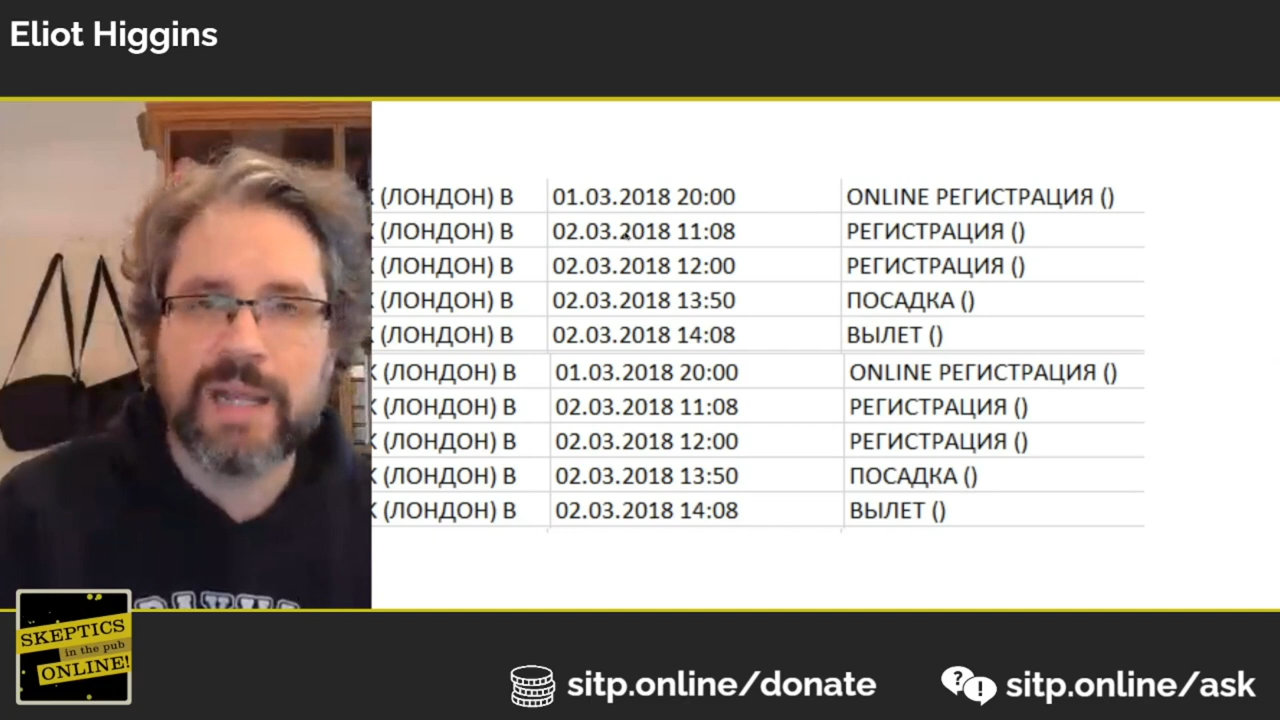 Eliot Higgins
(ЛОНДОН) В 01.03.2018 20:00 ONLINE РЕГИСТРАЦИЯ ()
(ЛОНДОН) В 02.03.2018 11:08 РЕГИСТРАЦИЯ ()
(ЛОНДОН) В 02.03.2018 12:00 РЕГИСТРАЦИЯ ()
(ЛОНДОН) В 02.03.2018 13:50 ПОСАДКА ()
(ЛОНДОН) В 02.03.2018 14:08 ВЫЛЕТ ()
(ЛОНДОН) В 01.03.2018 20:00 ONLINE РЕГИСТРАЦИЯ ()
(ЛОНДОН) В 02.03.2018 11:08 РЕГИСТРАЦИЯ ()
(ЛОНДОН) В 02.03.2018 12:00 РЕГИСТРАЦИЯ ()
(ЛОНДОН) В 02.03.2018 13:50 ПОСАДКА ()
(ЛОНДОН) В 02.03.2018 14:08 ВЫЛЕТ ()
SKEPTICS
in the pub
ONLINE!
sitp.online/donate
sitp.online/ask